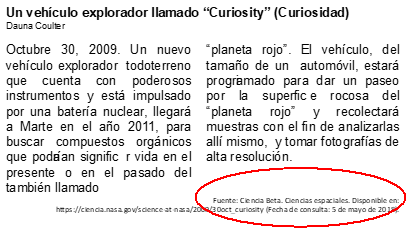 Un vehículo explorador llamado “Curiosity” (Curiosidad)
Dauna Coulter
Octubre 30, 2009. Un nuevo
vehículo explorador todoterreno
que cuenta con poderosos
instrumentos y está impulsado
por una batería nuclear, llegará
a Marte en el año 2011, para
buscar compuestos orgánicos
que podrían signific r vida en el
presente o en el pasado del
también llamado
“planeta rojo”. El vehículo, del
tamaño de un automóvil, estará
programado para dar un paseo
por la superfic e rocosa del
“planeta rojo” y recolectará
muestras con el fin de analizarlas
allí mismo, y tomar fotografías de
alta resolución.
Fuente: Ciencia Beta. Ciencias espaciales. Disponible en:
https://ciencia.nasa.gov/science-at-nasa/2009/30oct_curiosity (Fecha de consulta: 5 de mayo de 2018).